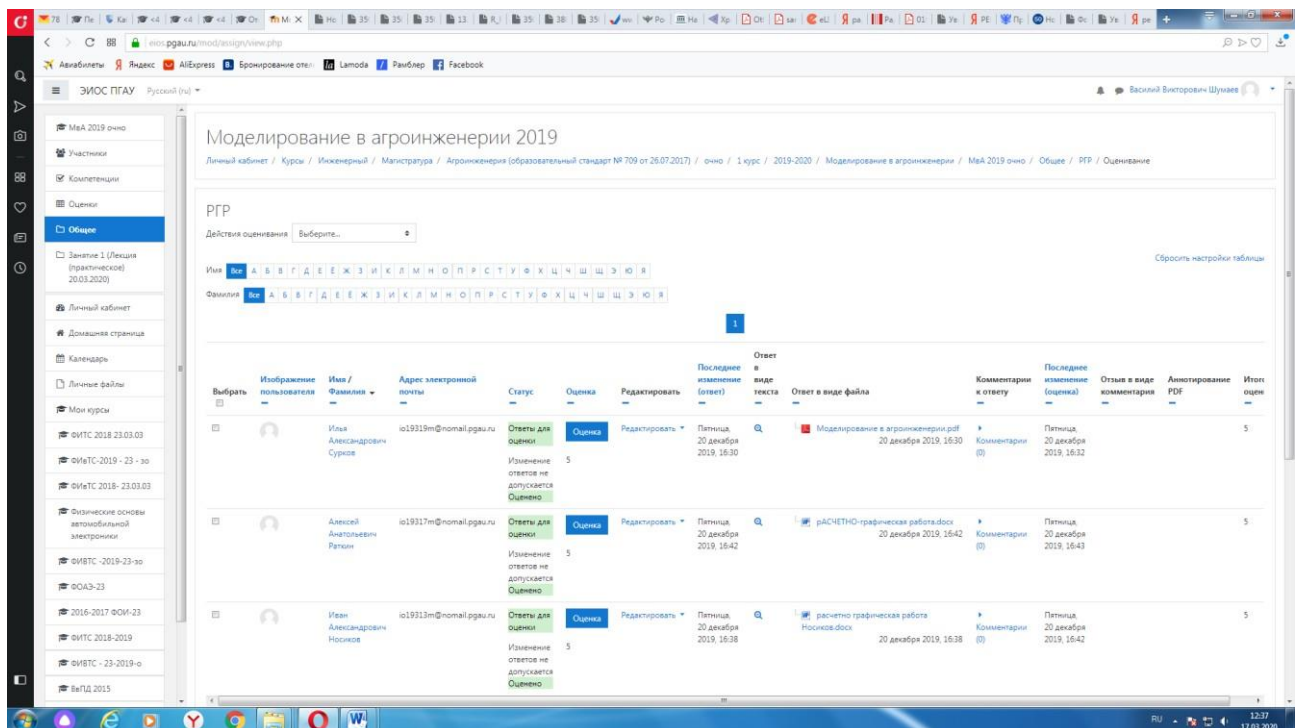 eios.pgau.ru/mod/assign/view.php
Авиабилеты Яндекс AliExpress Бронирование отел Lamoda Рамблер Facebook
ЭИОС ПГАУ Русский (ru)
Василий Викторович Шумаев
МвА 2019 очно
Участники
Компетенции
Оценки
Общее
Занятие 1 (Лекция
(практическое)
20.03.2020)
Личный кабинет
Домашняя страница
Календарь
Личные файлы
Мои курсы
ФИТС 2018 23.03.03
ФИвТС-2019 - 23 - зо
ФИвТС 2018- 23.03.03
Физические основы
автомобильной
электроники
ФИВТС -2019-23-зо
ФОАЭ-23
2016-2017 ФОИ-23
ФИТС 2018-2019
ФИВТС - 23-2019-о
ВвПД 2015
Моделирование в агроинженерии 2019
Личный кабинет / Курсы / Инженерный / Магистратура / Агроинженерия (образовательный стандарт № 709 от 26.07.2017) / очно / 1 курс / 2019-2020 / Моделирование в агроинженерии / МвА 2019 очно / Общее / РГР / Оценивание
РГР
Действия оценивания Выберите...
Сбросить настройки таблицы
Имя Все А Б В Г Д Е Ё Ж З И К Л М Н О П Р С Т У Ф Х Ц Ч Ш Щ Э Ю Я
Фамилия Все А Б В Г Д Е Ё Ж З И К Л М Н О П Р С Т У Ф Х Ц Ч Ш Щ Э Ю Я
1
Выбрать
Изображение
пользователя
Имя /
Фамилия
Адрес электронной
почты
Статус
Оценка
Редактировать
Последнее
изменение
(ответ)
Ответ
в
виде
текста
Ответ в виде файла
Комментарии
к ответу
Последнее
изменение
(оценка)
Отзыв в виде
комментария
Аннотирование
PDF
Итого
оцен
Илья
Александрович
Сурков
io19319m@nomail.pgau.ru
Ответы для
оценки
Изменение
ответов не
допускается
Оценено
Оценка
5
Редактировать
Пятница,
20 декабря
2019, 16:30
Моделирование в агроинженерии.pdf
20 декабря 2019, 16:30
Комментарии
(0)
Пятница,
20 декабря
2019, 16:32
5
Алексей
Анатольевич
Раткин
io19317m@nomail.pgau.ru
Ответы для
оценки
Изменение
ответов не
допускается
Оценено
Оценка
5
Редактировать
Пятница,
20 декабря
2019, 16:42
рАСЧЕТНО-графическая работа.docx
20 декабря 2019, 16:42
Комментарии
(0)
Пятница,
20 декабря
2019, 16:43
5
Иван
Александрович
Носиков
io19313m@nomail.pgau.ru
Ответы для
оценки
Изменение
ответов не
допускается
Оценено
Оценка
5
Редактировать
Пятница,
20 декабря
2019, 16:38
расчетно графическая работа
Носиков.docx
20 декабря 2019, 16:38
Комментарии
(0)
Пятница,
20 декабря
2019, 16:42
5
RU
12:37
17.03.2020